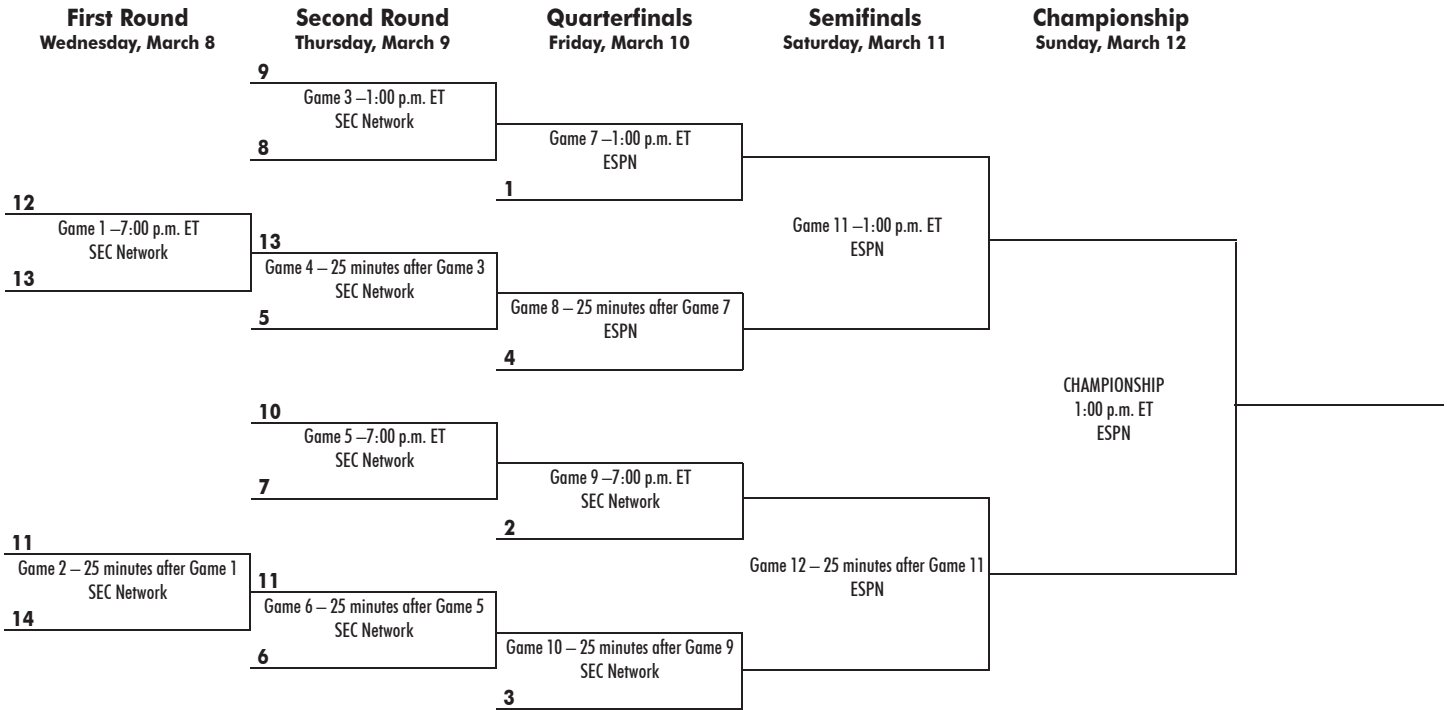 First Round
Wednesday, March 8
Second Round
Thursday, March 9
Quarterfinals
Friday, March 10
Semifinals
Saturday, March 11
Championship
Sunday, March 12
12
Game 1 –7:00 p.m. ET
SEC Network
13
11
Game 2 – 25 minutes after Game 1
SEC Network
14
9
Game 3 –1:00 p.m. ET
SEC Network
8
13
Game 4 – 25 minutes after Game 3
SEC Network
5
10
Game 5 –7:00 p.m. ET
SEC Network
7
11
Game 6 – 25 minutes after Game 5
SEC Network
6
Game 7 –1:00 p.m. ET
ESPN
1
Game 8 – 25 minutes after Game 7
ESPN
4
Game 9 –7:00 p.m. ET
SEC Network
2
Game 10 – 25 minutes after Game 9
SEC Network
3
Game 11 –1:00 p.m. ET
ESPN
Game 12 – 25 minutes after Game 11
ESPN
CHAMPIONSHIP
1:00 p.m. ET
ESPN